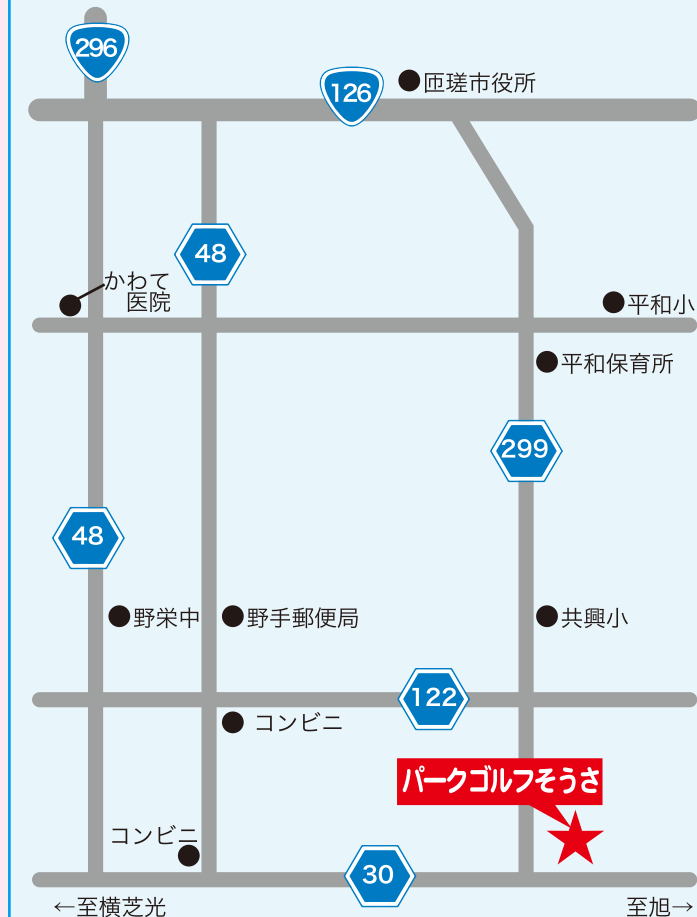 296
126
匝瑳市役所
48
かわて
医院
平和小
平和保育所
299
48
野栄中
野手郵便局
共興小
122
コンビニ
パークゴルフそうさ
コンビニ
30
←至横芝光
至旭→